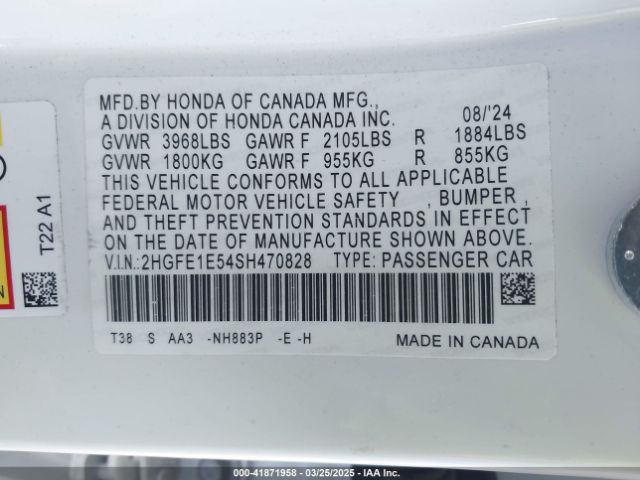 MFD.BY HONDA OF CANADA MFG.,
A DIVISION OF HONDA CANADA INC. 08/'24
GVWR 3968LBS GAWR F 2105LBS R 1884LBS
GVWR 1800KG GAWR F 955KG R 855KG
THIS VEHICLE CONFORMS TO ALL APPLICABLE
FEDERAL MOTOR VEHICLE SAFETY , BUMPER ,
AND THEFT PREVENTION STANDARDS IN EFFECT
ON THE DATE OF MANUFACTURE SHOWN ABOVE.
V.I.N.:2HGFE1E54SH470828 TYPE: PASSENGER CAR
T38 S AA3 -NH883P -E -H MADE IN CANADA
T22 A1
000-41871958 | 03/25/2025 | IAA, Inc.